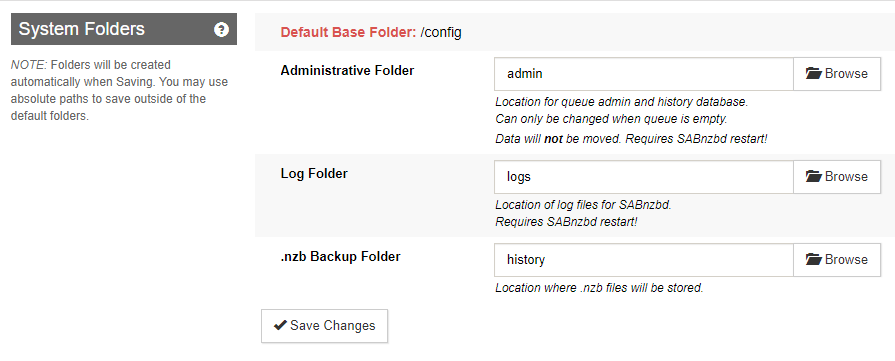 System Folders ?
NOTE: Folders will be created
automatically when Saving. You may use
absolute paths to save outside of the
default folders.
Default Base Folder: /config
Administrative Folder
admin
Browse
Location for queue admin and history database.
Can only be changed when queue is empty.
Data will not be moved. Requires SABnzbd restart!
Log Folder
logs
Browse
Location of log files for SABnzbd.
Requires SABnzbd restart!
.nzb Backup Folder
history
Browse
Location where .nzb files will be stored.
Save Changes